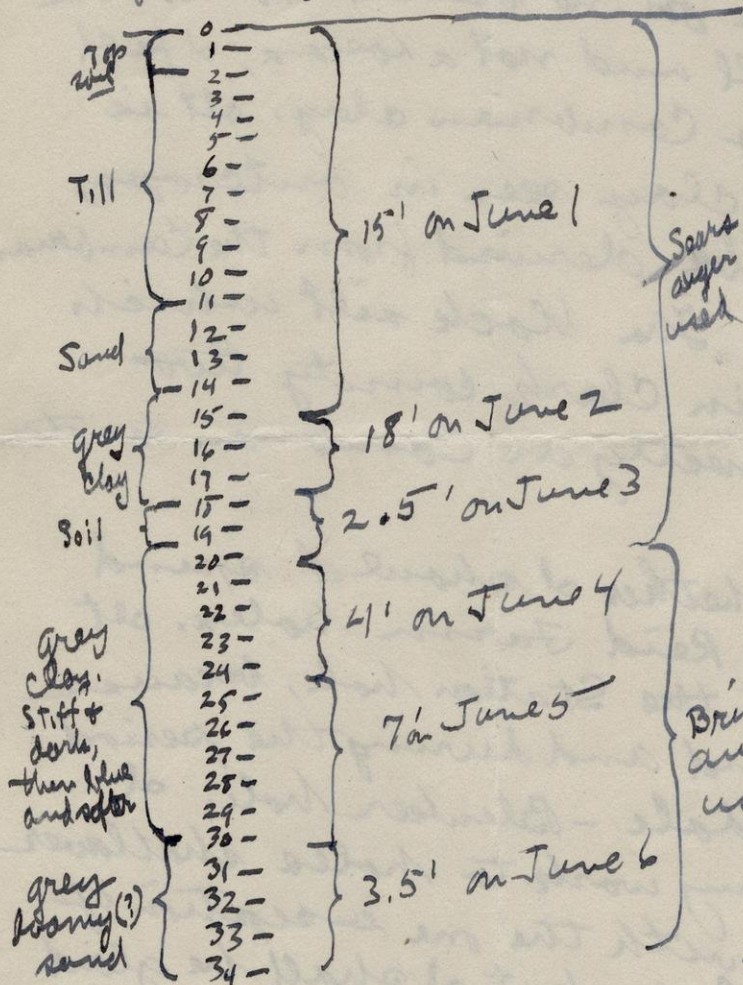 Top
soil
Till
Sand
grey
clay
Soil
grey
clay.
Stiff &
dark,
then blue
and softer
grey
loamy(?)
sand
0 -
1 -
2 -
3 -
4 -
5 -
6 -
7 -
8 -
9 -
10 -
11 -
12 -
13 -
14 -
15 -
16 -
17 -
18 -
19 -
20 -
21 -
22 -
23 -
24 -
25 -
26 -
27 -
28 -
29 -
30 -
31 -
32 -
33 -
34 -
15' on June 1
18' on June 2
2.5' on June 3
4' on June 4
7' on June 5
3.5' on June 6
Sears
auger
used
Bri
au
u